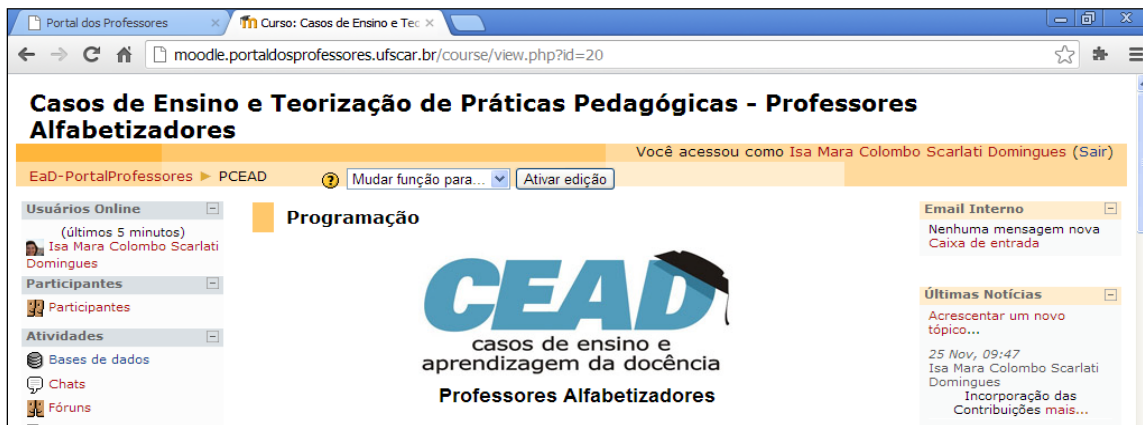 Portal dos Professores
Curso: Casos de Ensino e Tec
moodle.portaldosprofessores.ufscar.br/course/view.php?id=20
Casos de Ensino e Teorização de Práticas Pedagógicas - Professores
Alfabetizadores
Você acessou como Isa Mara Colombo Scarlati Domingues (Sair)
EaD-PortalProfessores ► PCEAD
? Mudar função para... Ativar edição
Usuários Online
(últimos 5 minutos)
Isa Mara Colombo Scarlati
Domingues
Participantes
Participantes
Atividades
Bases de dados
Chats
Fóruns
Programação
CEAD
casos de ensino e
aprendizagem da docência
Professores Alfabetizadores
Email Interno
Nenhuma mensagem nova
Caixa de entrada
Últimas Notícias
Acrescentar um novo
tópico...
25 Nov, 09:47
Isa Mara Colombo Scarlati
Domingues
Incorporação das
Contribuições mais...